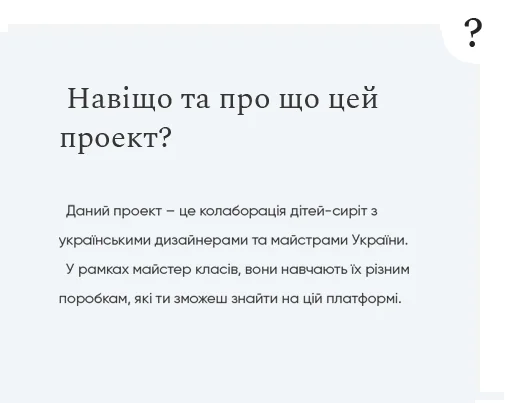 ?
Навіщо та про що цей
проект?
Даний проект – це колаборація дітей-сиріт з
українськими дизайнерами та майстрами України.
У рамках майстер класів, вони навчають їх різним
поробкам, які ти зможеш знайти на цій платформі.